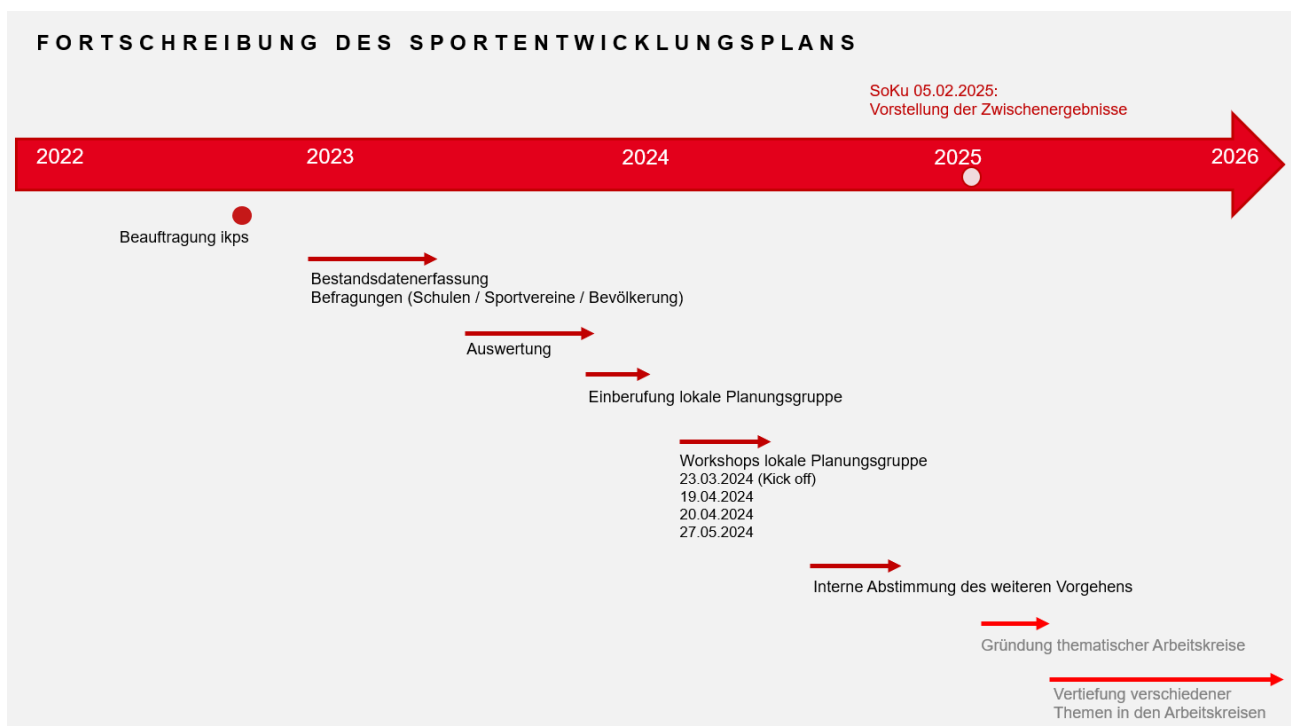 FORTSCHREIBUNG DES SPORTENTWICKLUNGSPLANS
SoKu 05.02.2025:
Vorstellung der Zwischenergebnisse
2022 2023 2024 2025 2026
Beauftragung ikps
Bestandsdatenerfassung
Befragungen (Schulen / Sportvereine / Bevölkerung)
Auswertung
Einberufung lokale Planungsgruppe
Workshops lokale Planungsgruppe
23.03.2024 (Kick off)
19.04.2024
20.04.2024
27.05.2024
Interne Abstimmung des weiteren Vorgehens
Gründung thematischer Arbeitskreise
Vertiefung verschiedener
Themen in den Arbeitskreisen